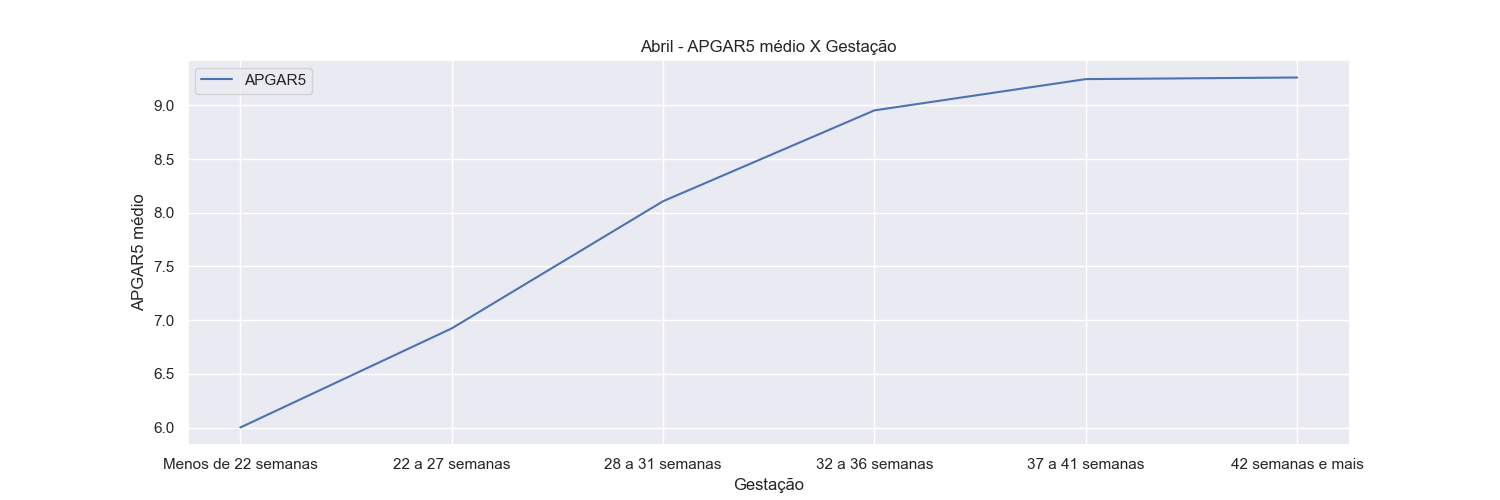 Abril - APGAR5 médio X Gestação
APGAR5
9.0
8.5
8.0
7.5
7.0
6.5
6.0
APGAR5 médio
Menos de 22 semanas
22 a 27 semanas
28 a 31 semanas
32 a 36 semanas
37 a 41 semanas
42 semanas e mais
Gestação